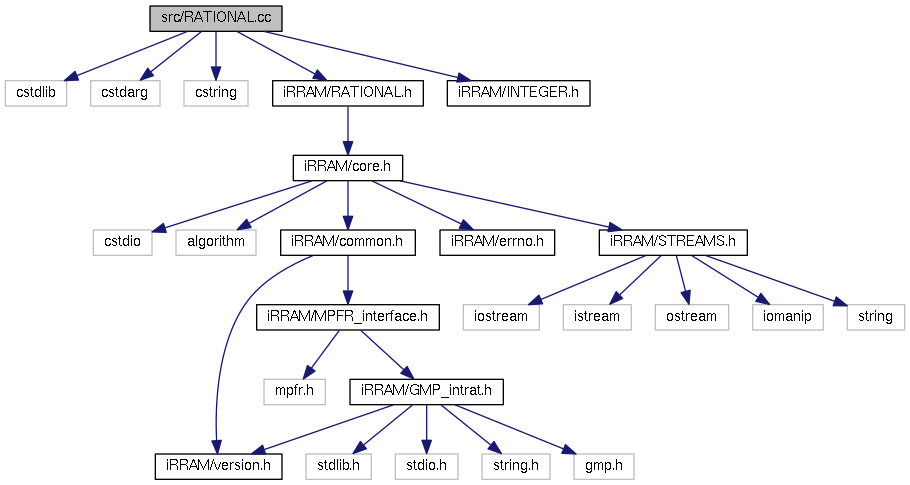 src/RATIONAL.cc
cstdlib
cstdarg
cstring
iRRAM/RATIONAL.h
iRRAM/INTEGER.h
iRRAM/core.h
cstdio
algorithm
iRRAM/common.h
iRRAM/errno.h
iRRAM/STREAMS.h
iRRAM/MPFR_interface.h
iostream
istream
ostream
iomanip
string
mpfr.h
iRRAM/GMP_intrat.h
iRRAM/version.h
stdlib.h
stdio.h
string.h
gmp.h